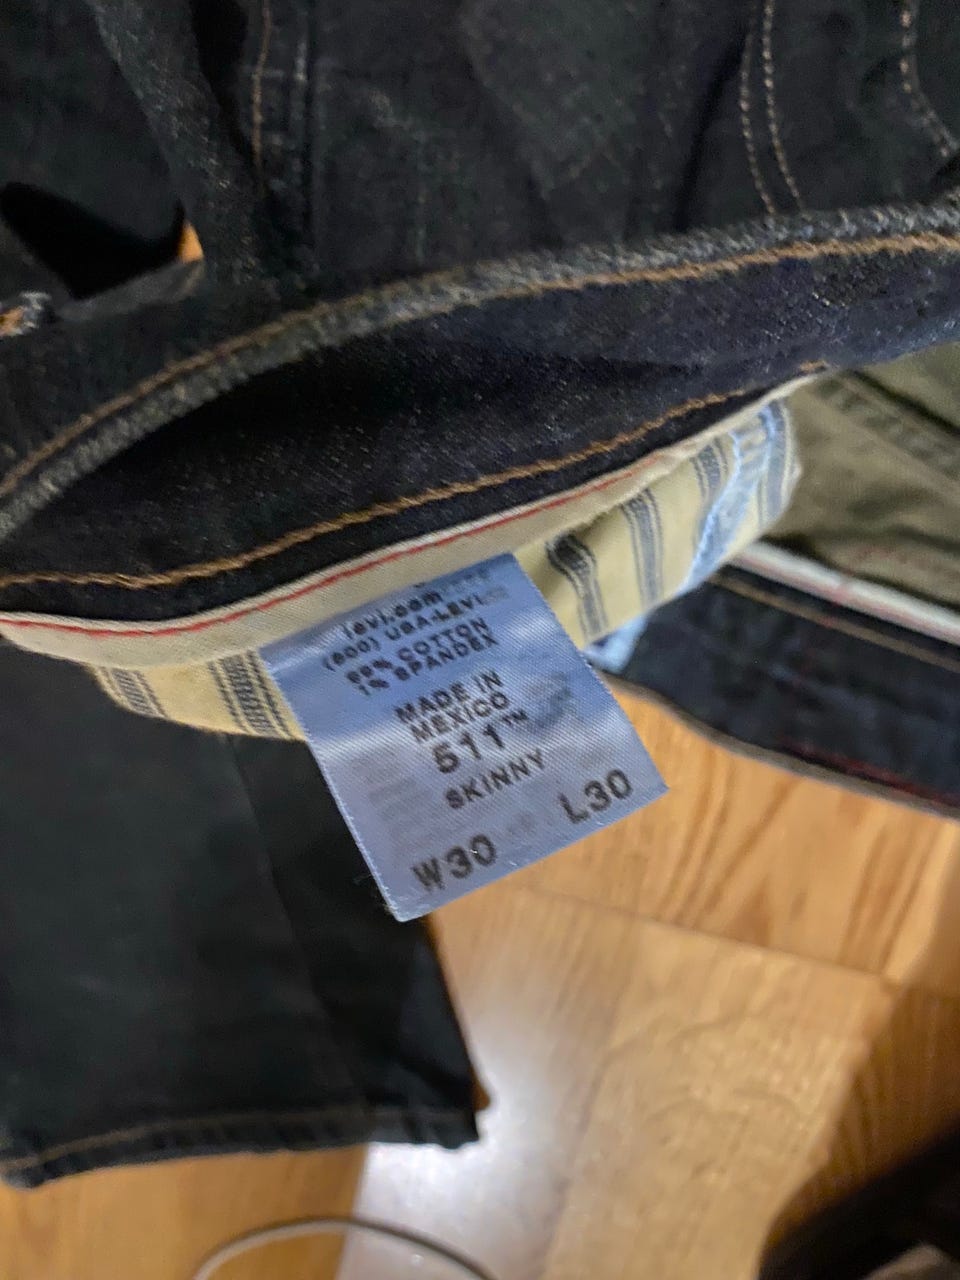 levi.com
(800) USA-LEVI
99% COTTON
1% SPANDEX
MADE IN
MEXICO
511™
SKINNY
W30 L30